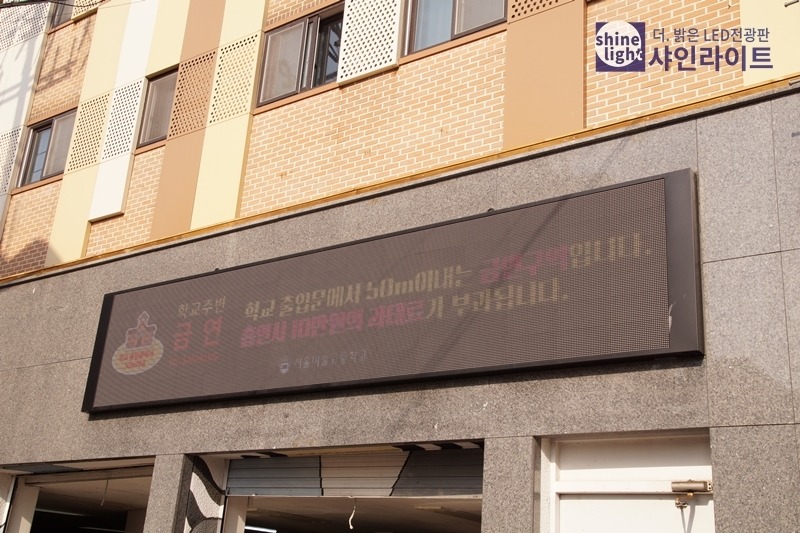 shine
light
더, 밝은 LED전광판
샤인라이트
학교주변
금연
학교 출입문에서 50m이내는 금연구역입니다.
흡연시 10만원의 과태료가 부과됩니다.